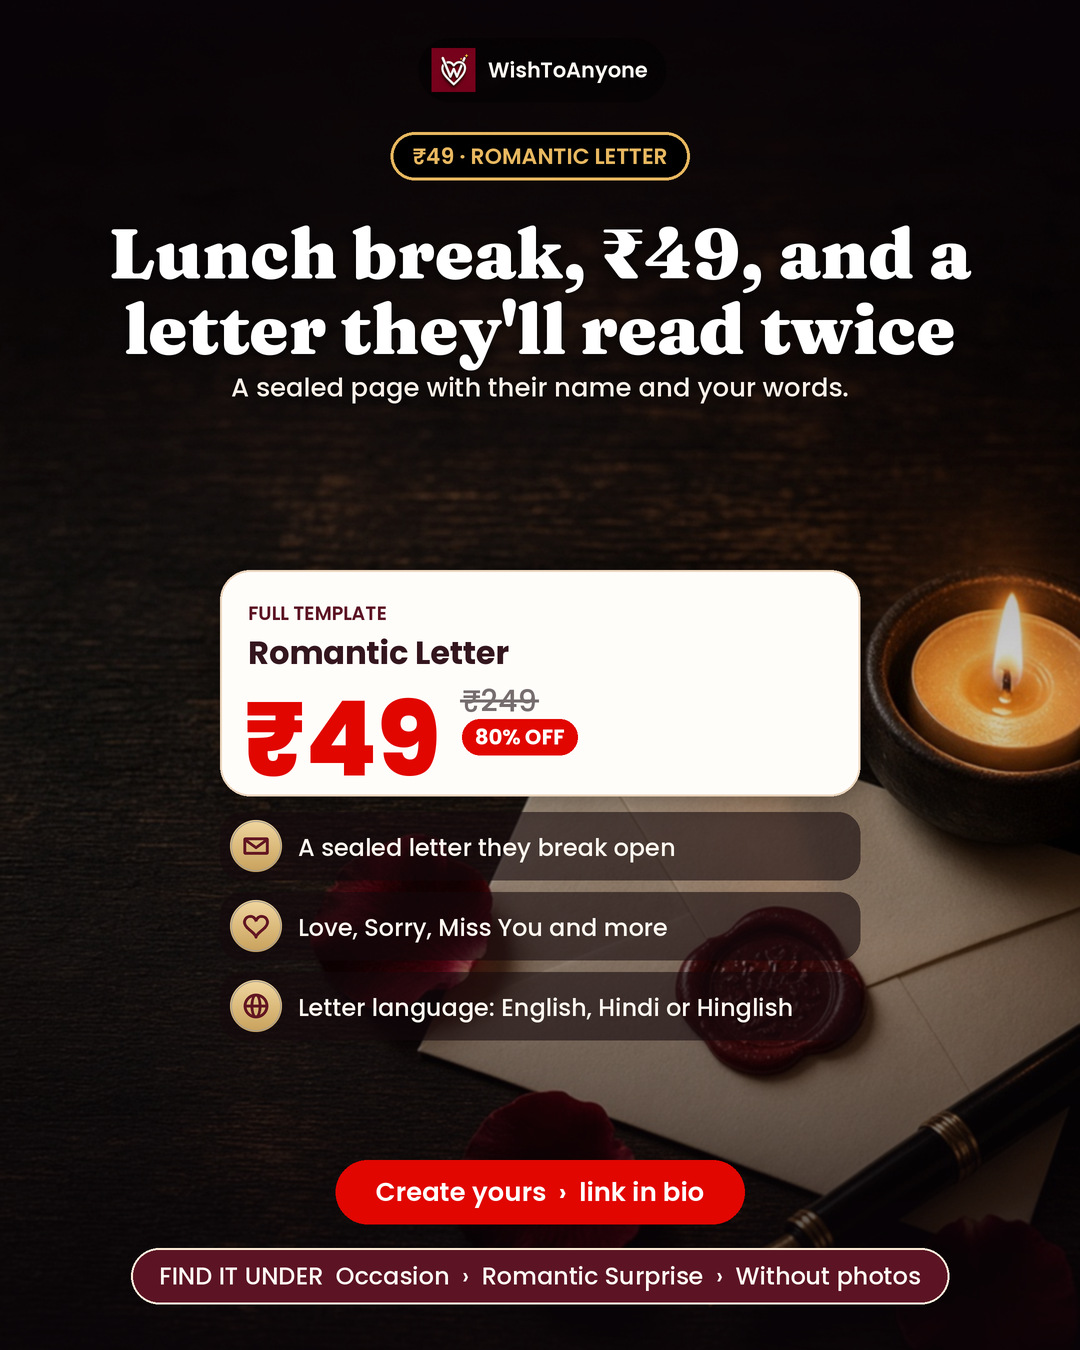 WishToAnyone
₹49 · ROMANTIC LETTER
Lunch break, ₹49, and a
letter they'll read twice
A sealed page with their name and your words.
FULL TEMPLATE
Romantic Letter
₹49
₹249
80% OFF
A sealed letter they break open
Love, Sorry, Miss You and more
Letter language: English, Hindi or Hinglish
Create yours › link in bio
FIND IT UNDER Occasion › Romantic Surprise › Without photos